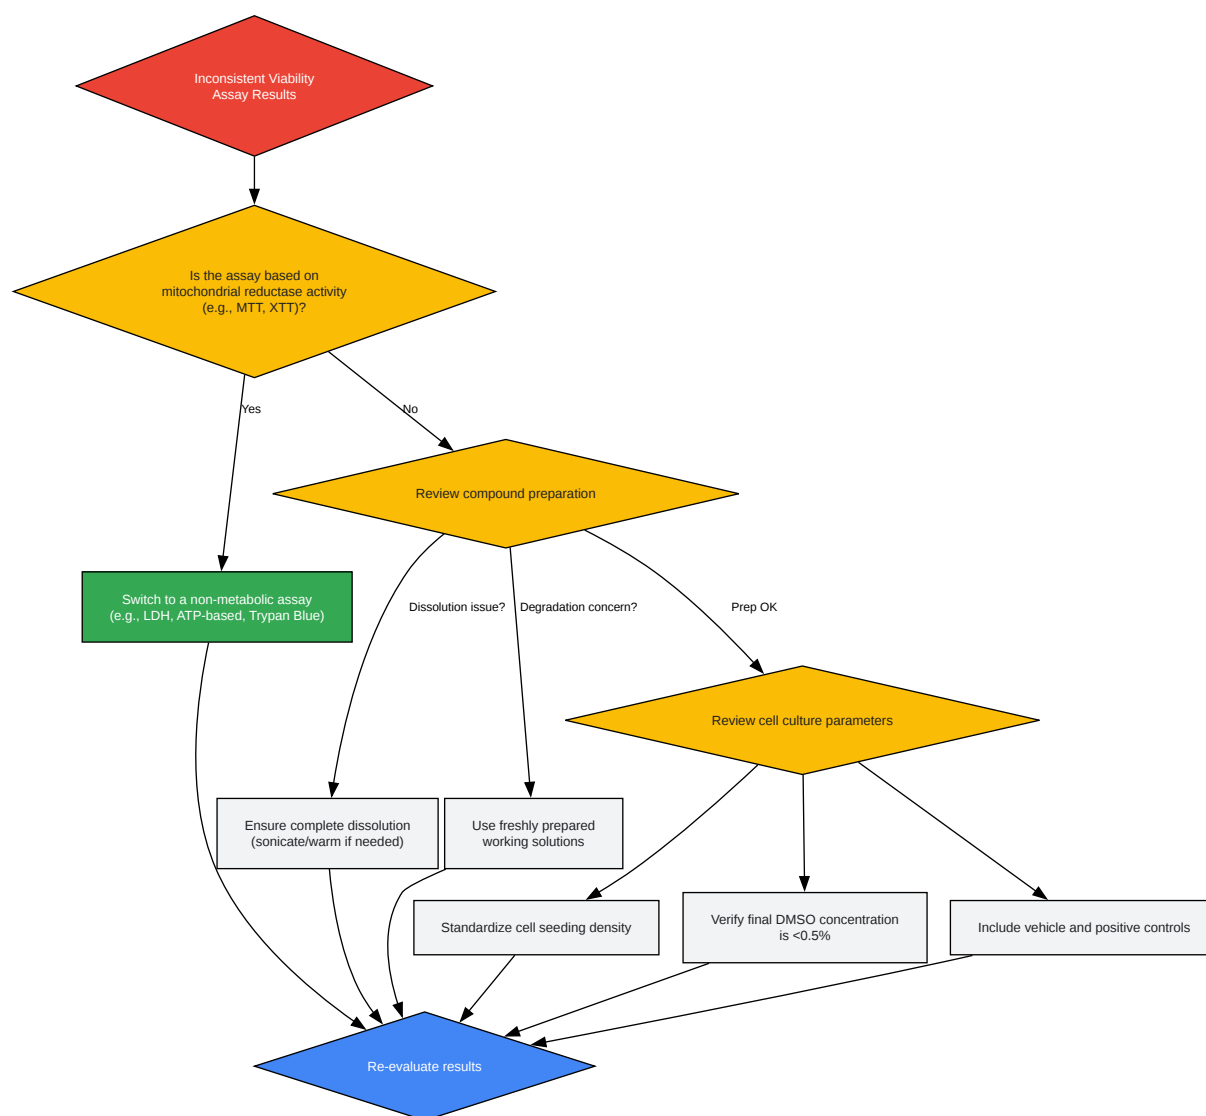 Inconsistent Viability
Assay Results
Is the assay based on
mitochondrial reductase activity
(e.g., MTT, XTT)?
Yes
No
Review compound preparation
Switch to a non-metabolic assay
(e.g., LDH, ATP-based, Trypan Blue)
Dissolution issue?
Degradation concern?
Prep OK
Review cell culture parameters
Ensure complete dissolution
(sonicate/warm if needed)
Use freshly prepared
working solutions
Standardize cell seeding density
Verify final DMSO concentration
is <0.5%
Include vehicle and positive controls
Re-evaluate results